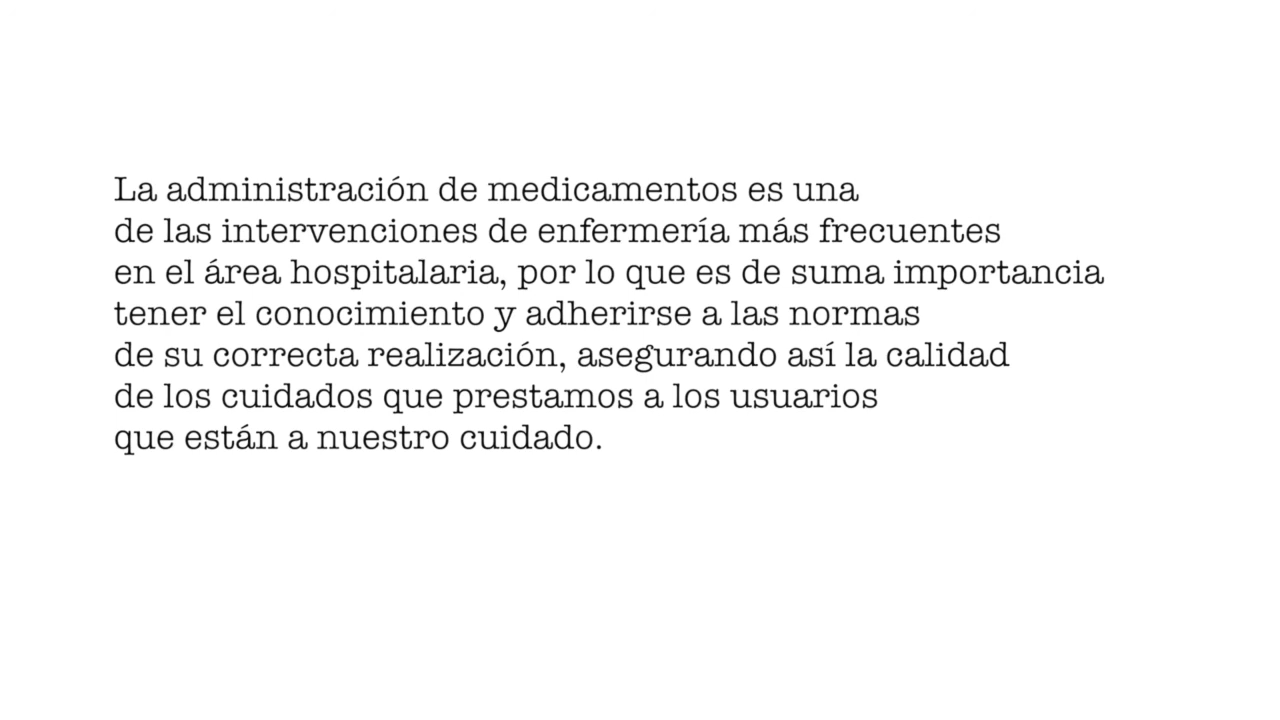 La administración de medicamentos es una
de las intervenciones de enfermería más frecuentes
en el área hospitalaria, por lo que es de suma importancia
tener el conocimiento y adherirse a las normas
de su correcta realización, asegurando así la calidad
de los cuidados que prestamos a los usuarios
que están a nuestro cuidado.